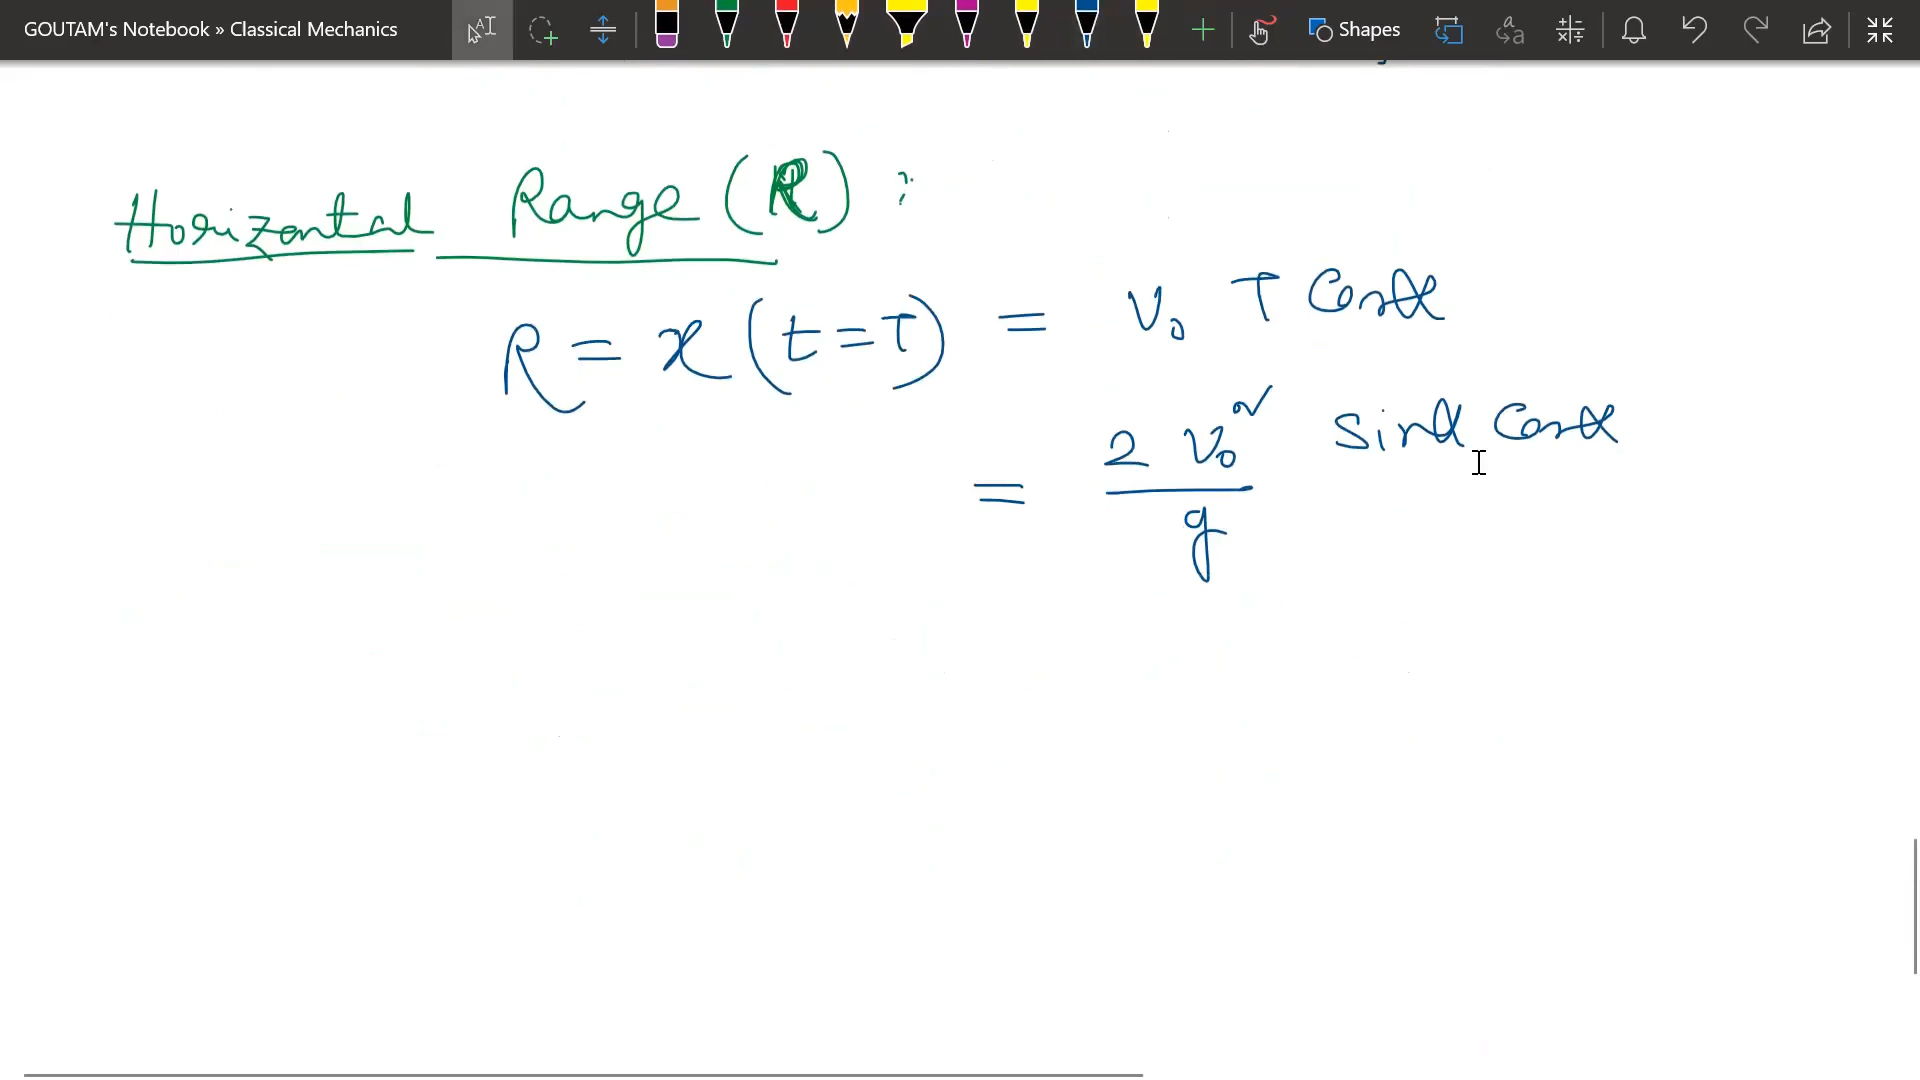 GOUTAM's Notebook » Classical Mechanics
Shapes
Horizontal Range (R) :
R = x (t = T) = v₀ T Cosα
= 2 v₀² / g Sinα Cosα